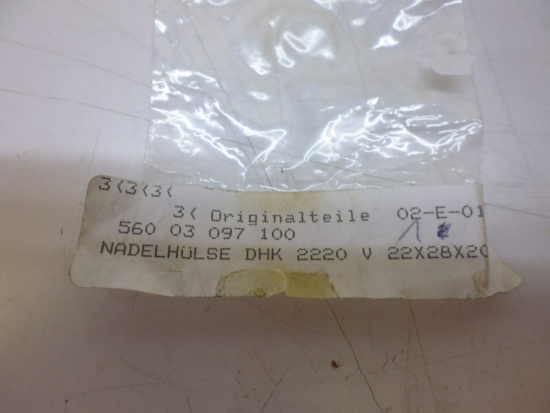 3<3<3<
3< Originalteile 02-E-01
560 03 097 100
NADELHüLSE DHK 2220 V 22X28X20